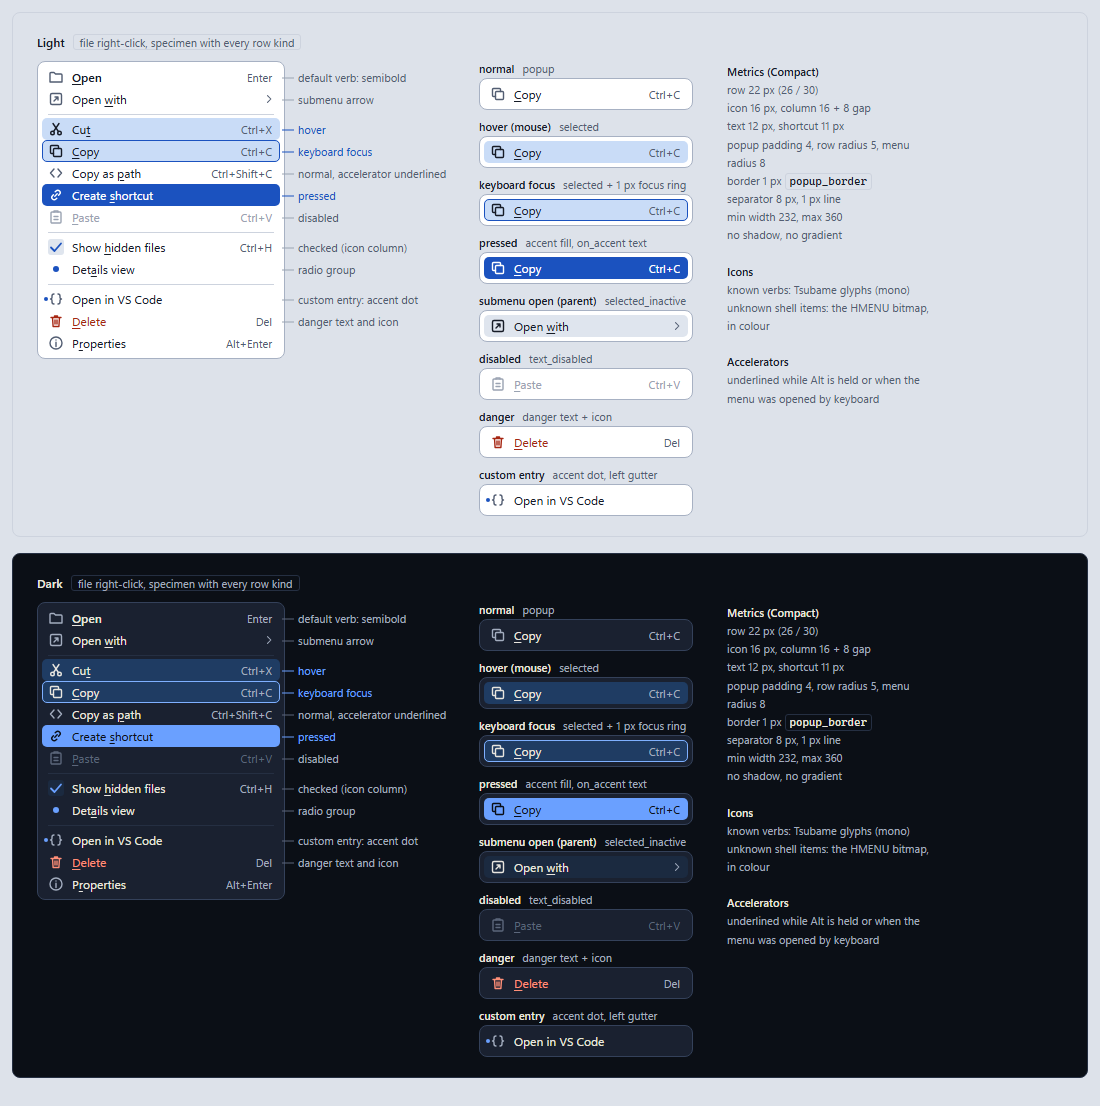 Light file right-click, specimen with every row kind
Open Enter default verb: semibold
Open with submenu arrow
Cut Ctrl+X hover
Copy Ctrl+C keyboard focus
Copy as path Ctrl+Shift+C normal, accelerator underlined
Create shortcut pressed
Paste Ctrl+V disabled
Show hidden files Ctrl+H checked (icon column)
Details view radio group
Open in VS Code custom entry: accent dot
Delete Del danger text and icon
Properties Alt+Enter
normal popup
Copy Ctrl+C
hover (mouse) selected
Copy Ctrl+C
keyboard focus selected + 1 px focus ring
Copy Ctrl+C
pressed accent fill, on_accent text
Copy Ctrl+C
submenu open (parent) selected_inactive
Open with
disabled text_disabled
Paste Ctrl+V
danger danger text + icon
Delete Del
custom entry accent dot, left gutter
Open in VS Code
Metrics (Compact)
row 22 px (26 / 30)
icon 16 px, column 16 + 8 gap
text 12 px, shortcut 11 px
popup padding 4, row radius 5, menu
radius 8
border 1 px popup_border
separator 8 px, 1 px line
min width 232, max 360
no shadow, no gradient
Icons
known verbs: Tsubame glyphs (mono)
unknown shell items: the HMENU bitmap,
in colour
Accelerators
underlined while Alt is held or when the
menu was opened by keyboard
Dark file right-click, specimen with every row kind
Open Enter default verb: semibold
Open with submenu arrow
Cut Ctrl+X hover
Copy Ctrl+C keyboard focus
Copy as path Ctrl+Shift+C normal, accelerator underlined
Create shortcut pressed
Paste Ctrl+V disabled
Show hidden files Ctrl+H checked (icon column)
Details view radio group
Open in VS Code custom entry: accent dot
Delete Del danger text and icon
Properties Alt+Enter
normal popup
Copy Ctrl+C
hover (mouse) selected
Copy Ctrl+C
keyboard focus selected + 1 px focus ring
Copy Ctrl+C
pressed accent fill, on_accent text
Copy Ctrl+C
submenu open (parent) selected_inactive
Open with
disabled text_disabled
Paste Ctrl+V
danger danger text + icon
Delete Del
custom entry accent dot, left gutter
Open in VS Code
Metrics (Compact)
row 22 px (26 / 30)
icon 16 px, column 16 + 8 gap
text 12 px, shortcut 11 px
popup padding 4, row radius 5, menu
radius 8
border 1 px popup_border
separator 8 px, 1 px line
min width 232, max 360
no shadow, no gradient
Icons
known verbs: Tsubame glyphs (mono)
unknown shell items: the HMENU bitmap,
in colour
Accelerators
underlined while Alt is held or when the
menu was opened by keyboard